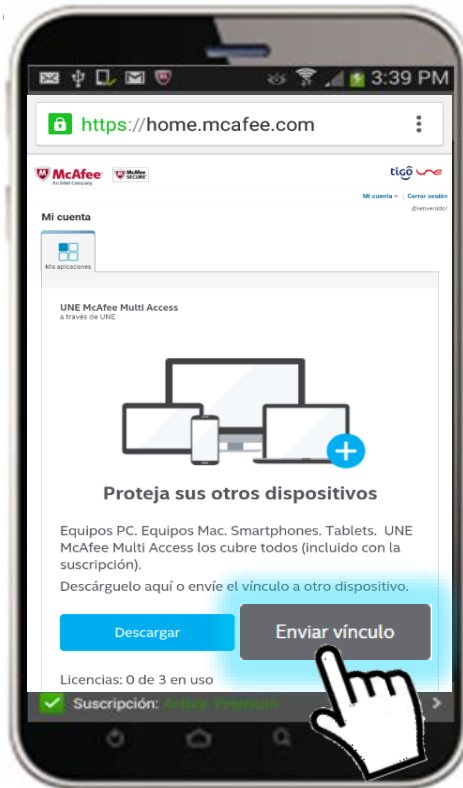 3:39 PM
https://home.mcafee.com
McAfee
An Intel Company
McAfee
SECURE
tigo une
Mi cuenta
Cerrar sesión
¡Bienvenido!
Mi cuenta
Mis aplicaciones
UNE McAfee Multi Access
a través de UNE
Proteja sus otros dispositivos
Equipos PC. Equipos Mac. Smartphones. Tablets. UNE
McAfee Multi Access los cubre todos (incluido con la
suscripción).
Descárguelo aquí o envíe el vínculo a otro dispositivo.
Descargar
Enviar vínculo
Licencias: 0 de 3 en uso
Suscripción: Activa: Premium